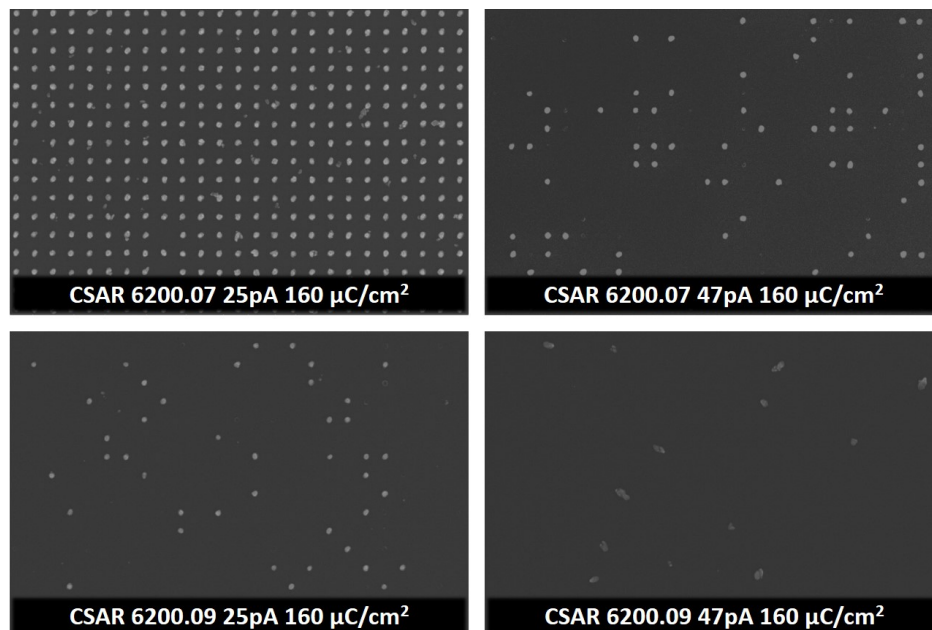 CSAR 6200.07 25pA 160 µC/cm²
CSAR 6200.07 47pA 160 µC/cm²
CSAR 6200.09 25pA 160 µC/cm²
CSAR 6200.09 47pA 160 µC/cm²